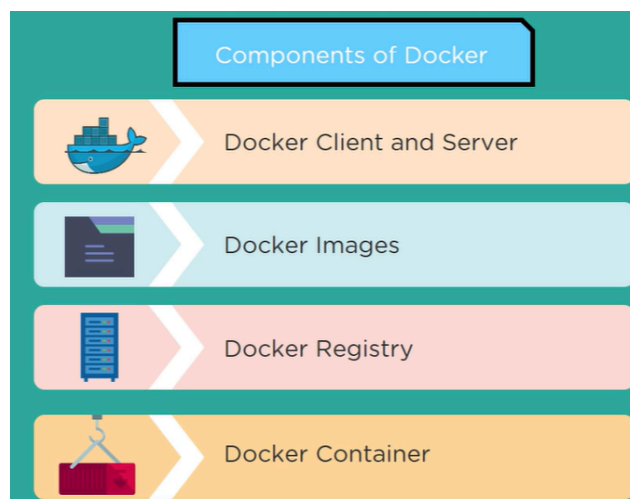 Components of Docker
Docker Client and Server
Docker Images
Docker Registry
Docker Container